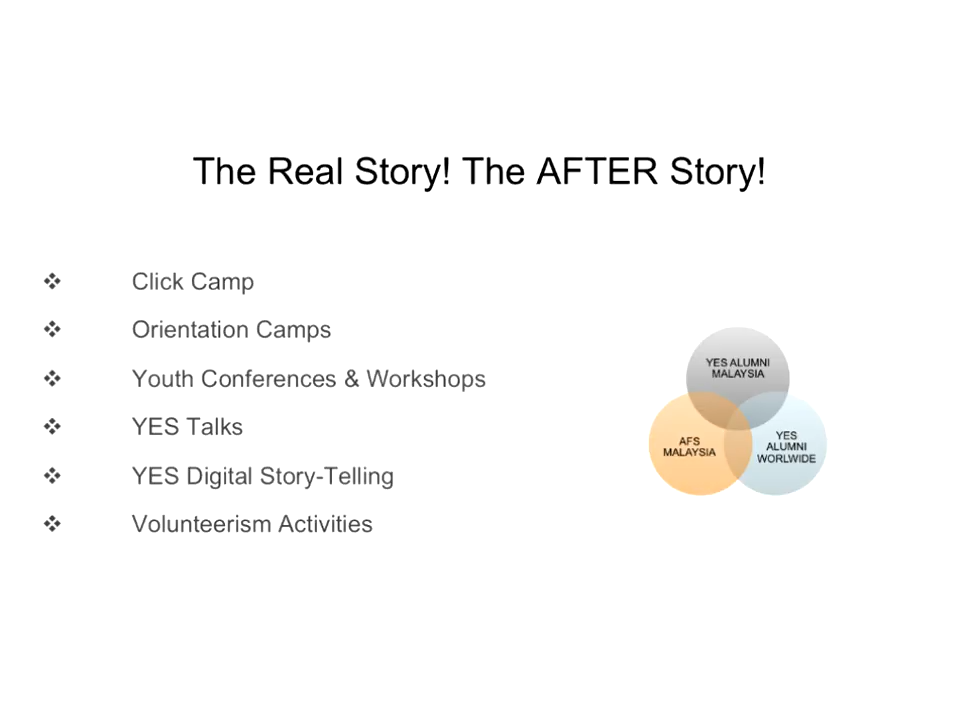 The Real Story! The AFTER Story!
❖ Click Camp
❖ Orientation Camps
❖ Youth Conferences & Workshops
❖ YES Talks
❖ YES Digital Story-Telling
❖ Volunteerism Activities
YES ALUMNI
MALAYSIA
AFS
MALAYSIA
YES
ALUMNI
WORLWIDE